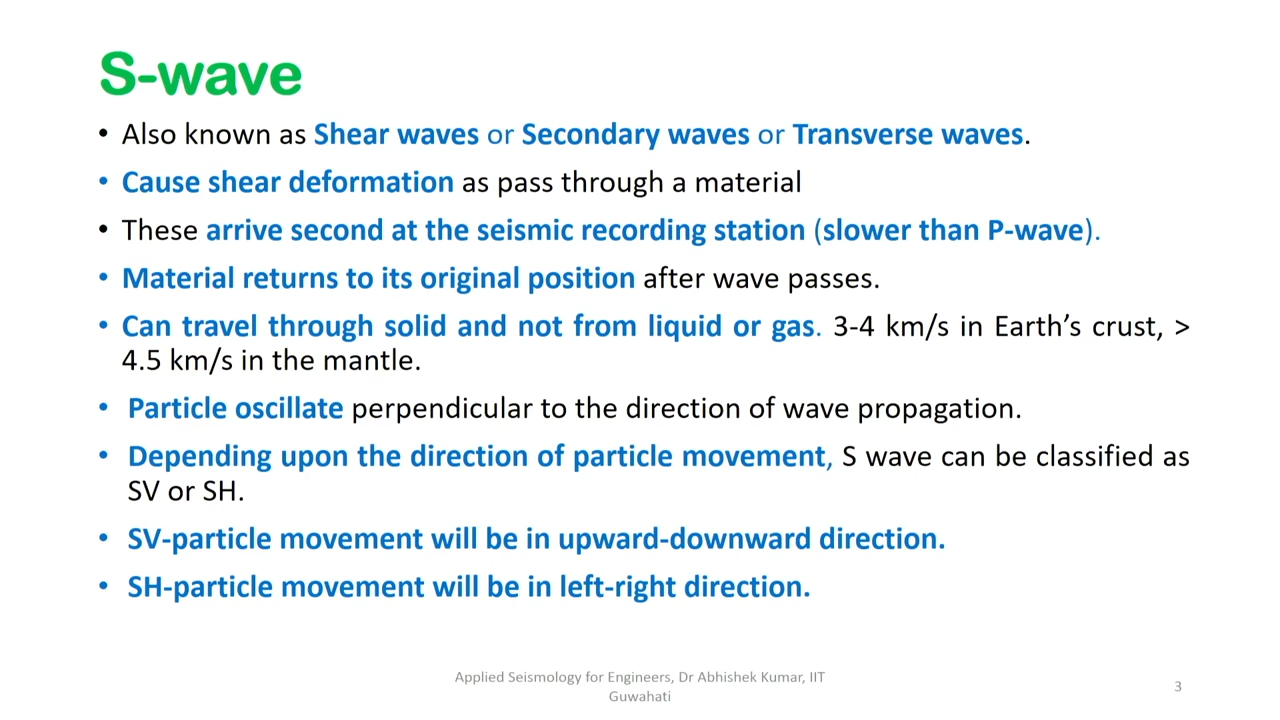 S-wave
• Also known as Shear waves or Secondary waves or Transverse waves.
• Cause shear deformation as pass through a material
• These arrive second at the seismic recording station (slower than P-wave).
• Material returns to its original position after wave passes.
• Can travel through solid and not from liquid or gas. 3-4 km/s in Earth’s crust, >
4.5 km/s in the mantle.
• Particle oscillate perpendicular to the direction of wave propagation.
• Depending upon the direction of particle movement, S wave can be classified as
SV or SH.
• SV-particle movement will be in upward-downward direction.
• SH-particle movement will be in left-right direction.
Applied Seismology for Engineers, Dr Abhishek Kumar, IIT
Guwahati
3